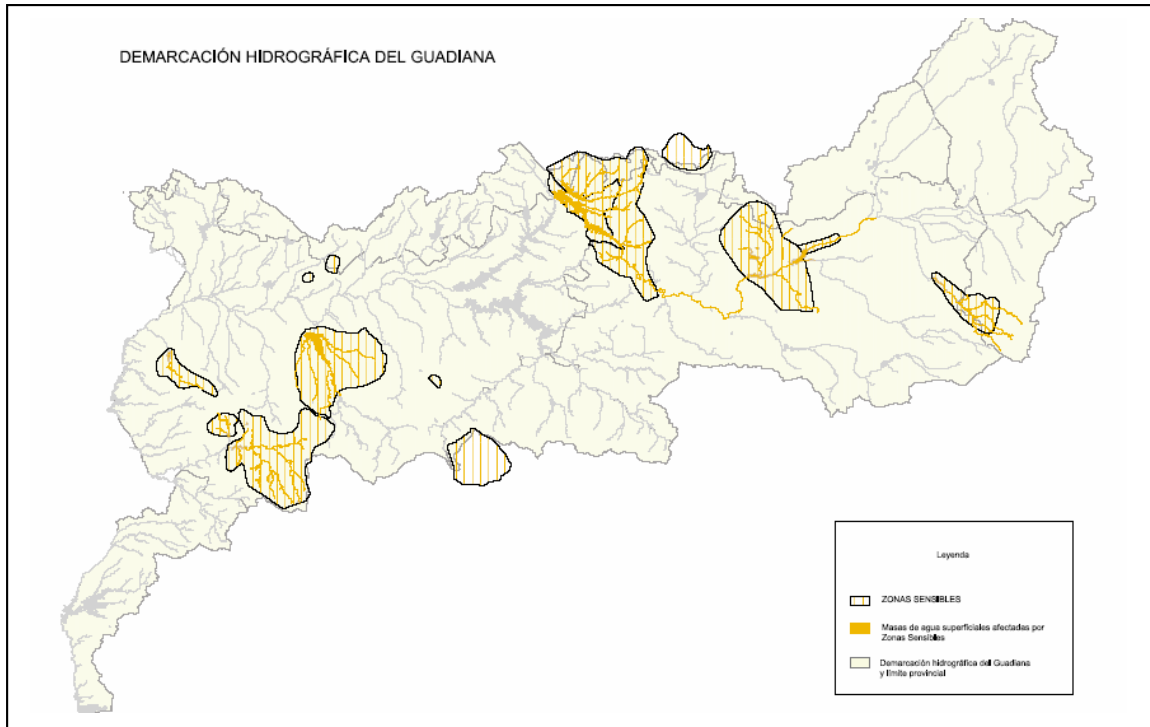 DEMARCACIÓN HIDROGRÁFICA DEL GUADIANA
Leyenda
ZONAS SENSIBLES
Masas de agua superficiales afectadas por
Zonas Sensibles
Demarcación hidrográfica del Guadiana
y límite provincial